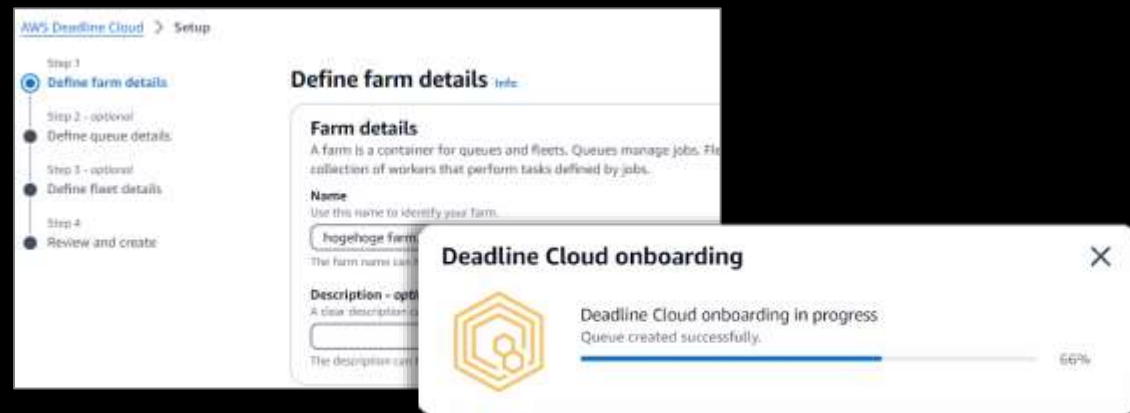 AWS Deadline Cloud > Setup
Step 1
Define farm details
Step 2 - optional
Define queue details
Step 3 - optional
Define fleet details
Step 4
Review and create
Define farm details Info
Farm details
A farm is a container for queues and fleets. Queues manage jobs. Fle
collection of workers that perform tasks defined by jobs.
Name
Use this name to identify your farm.
hogehoge farm
The farm name can
Description - opti
A clear description
The description can
Deadline Cloud onboarding
Deadline Cloud onboarding in progress
Queue created successfully.
66%